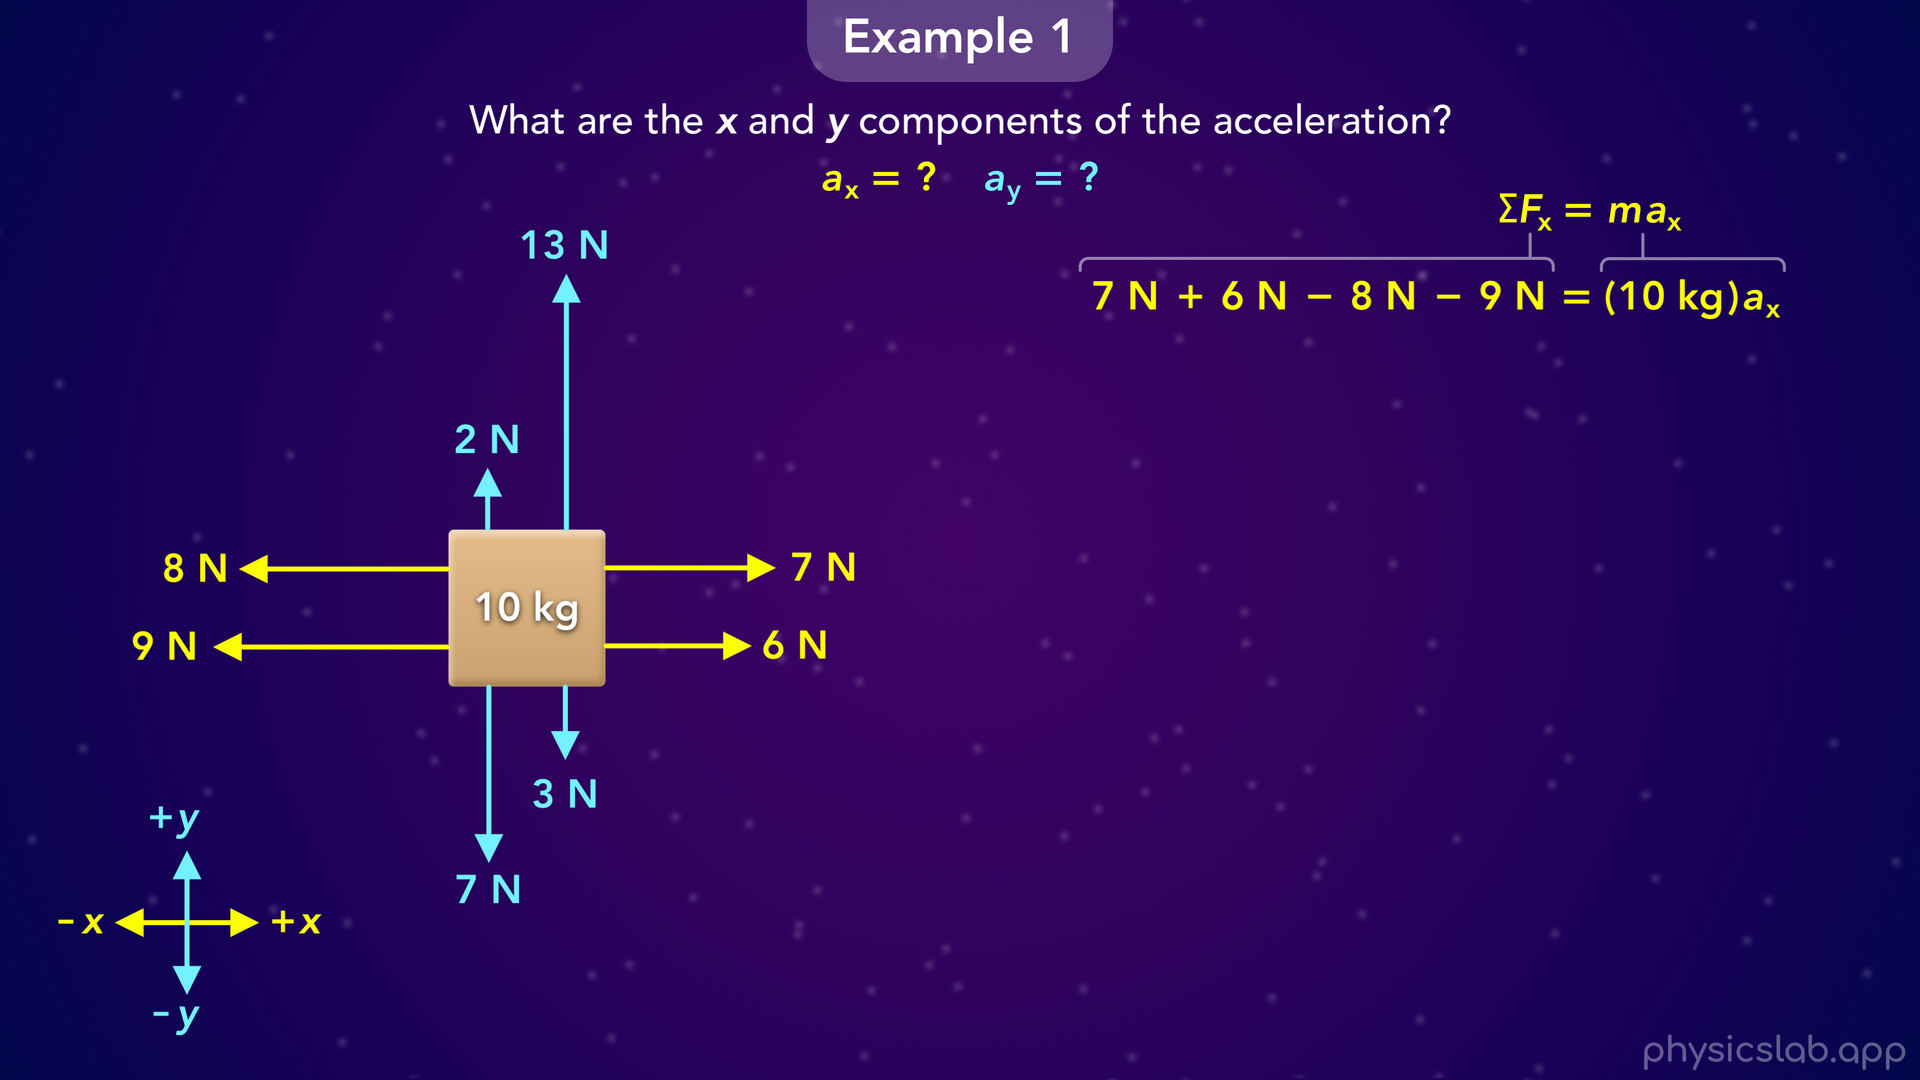 Example 1
What are the x and y components of the acceleration?
aₓ = ? a_y = ?
ΣFₓ = maₓ
7 N + 6 N − 8 N − 9 N = (10 kg)aₓ
13 N
2 N
8 N
7 N
10 kg
9 N
6 N
3 N
7 N
+y
-x
+x
-y
physicslab.app